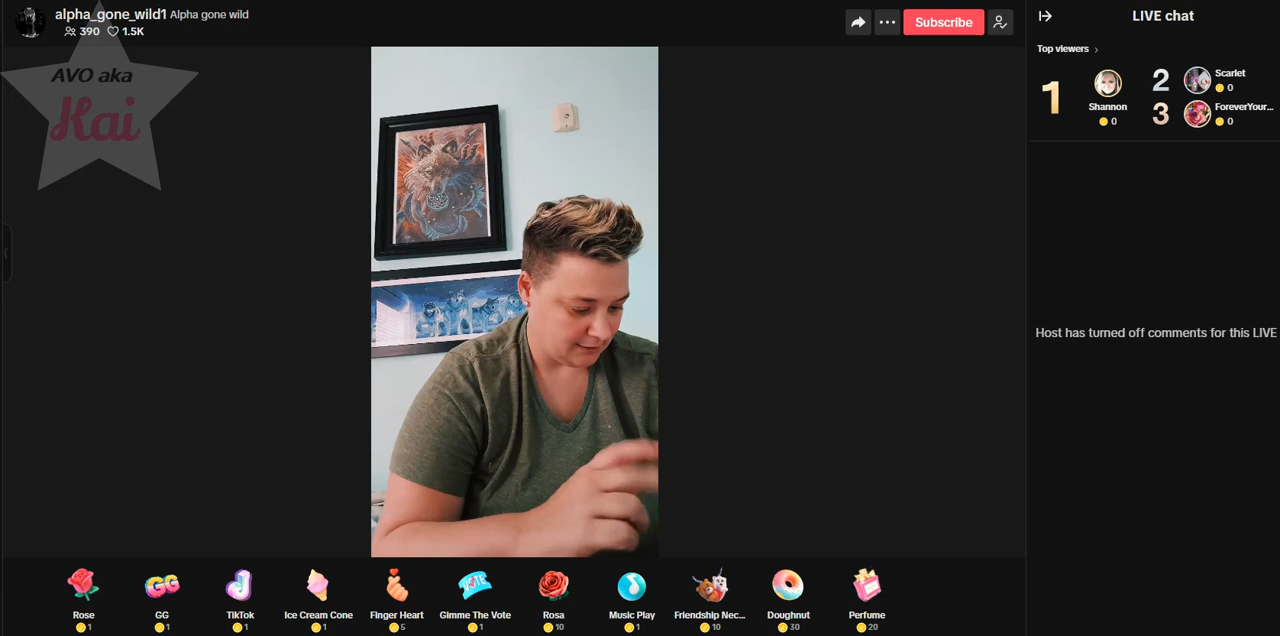 alpha_gone_wild1 Alpha gone wild
390 1.5K
AVO aka
Kai
Subscribe
LIVE chat
Top viewers
1
Shannon
0
2
Scarlet
0
3
ForeverYour...
0
Host has turned off comments for this LIVE
Rose
1
GG
1
TikTok
1
Ice Cream Cone
1
Finger Heart
5
Gimme The Vote
1
Rosa
10
Music Play
1
Friendship Nec...
10
Doughnut
30
Perfume
20
GG
VOTE